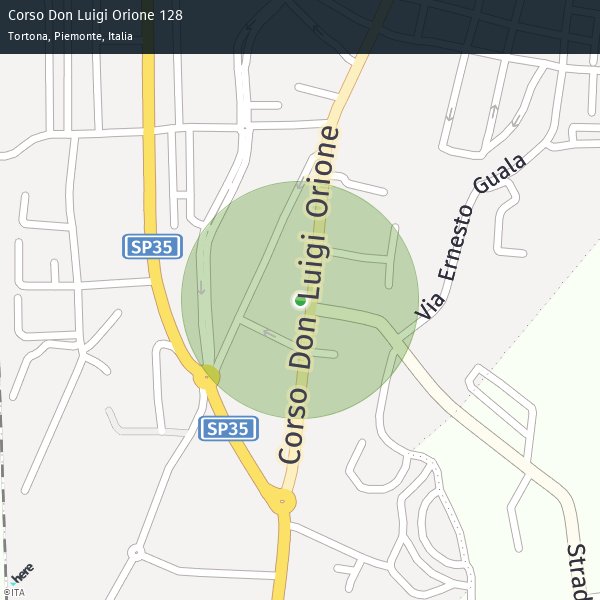 Corso Don Luigi Orione 128
Tortona, Piemonte, Italia
Corso Don Luigi Orione
Via Ernesto Guala
SP35
SP35
Strad
here
©ITA